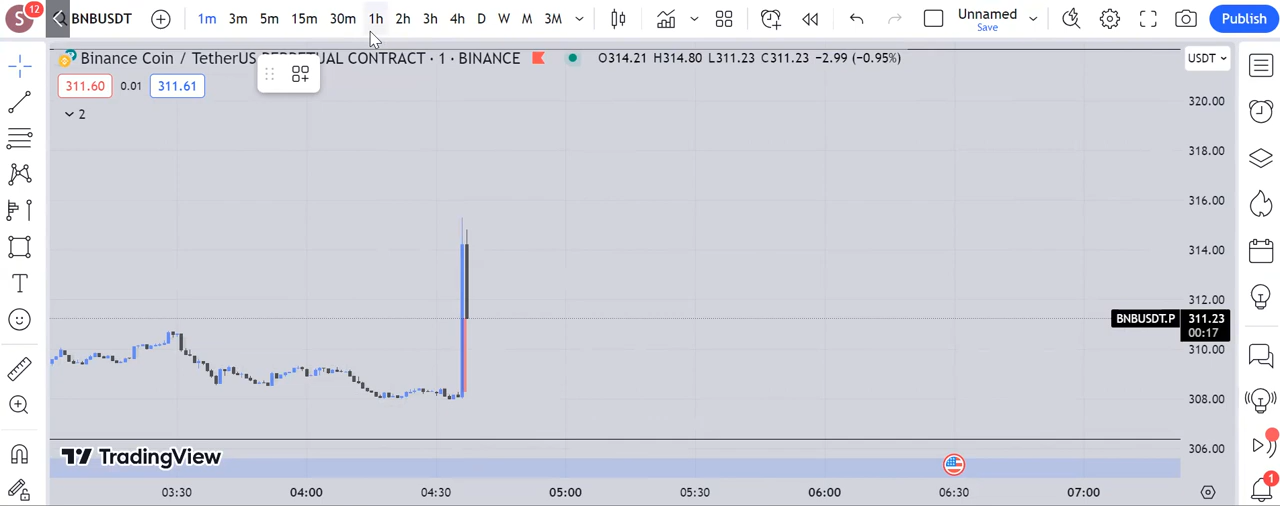 S 12 BNBUSDT 1m 3m 5m 15m 30m 1h 2h 3h 4h D W M 3M Unnamed Save Publish
Binance Coin / TetherUS PERPETUAL CONTRACT · 1 · BINANCE O314.21 H314.80 L311.23 C311.23 −2.99 (−0.95%) USDT
311.60 0.01 311.61
2
320.00
318.00
316.00
314.00
312.00
BNBUSDT.P 311.23
00:17
310.00
308.00
306.00
TradingView
03:30 04:00 04:30 05:00 05:30 06:00 06:30 07:00
1
1